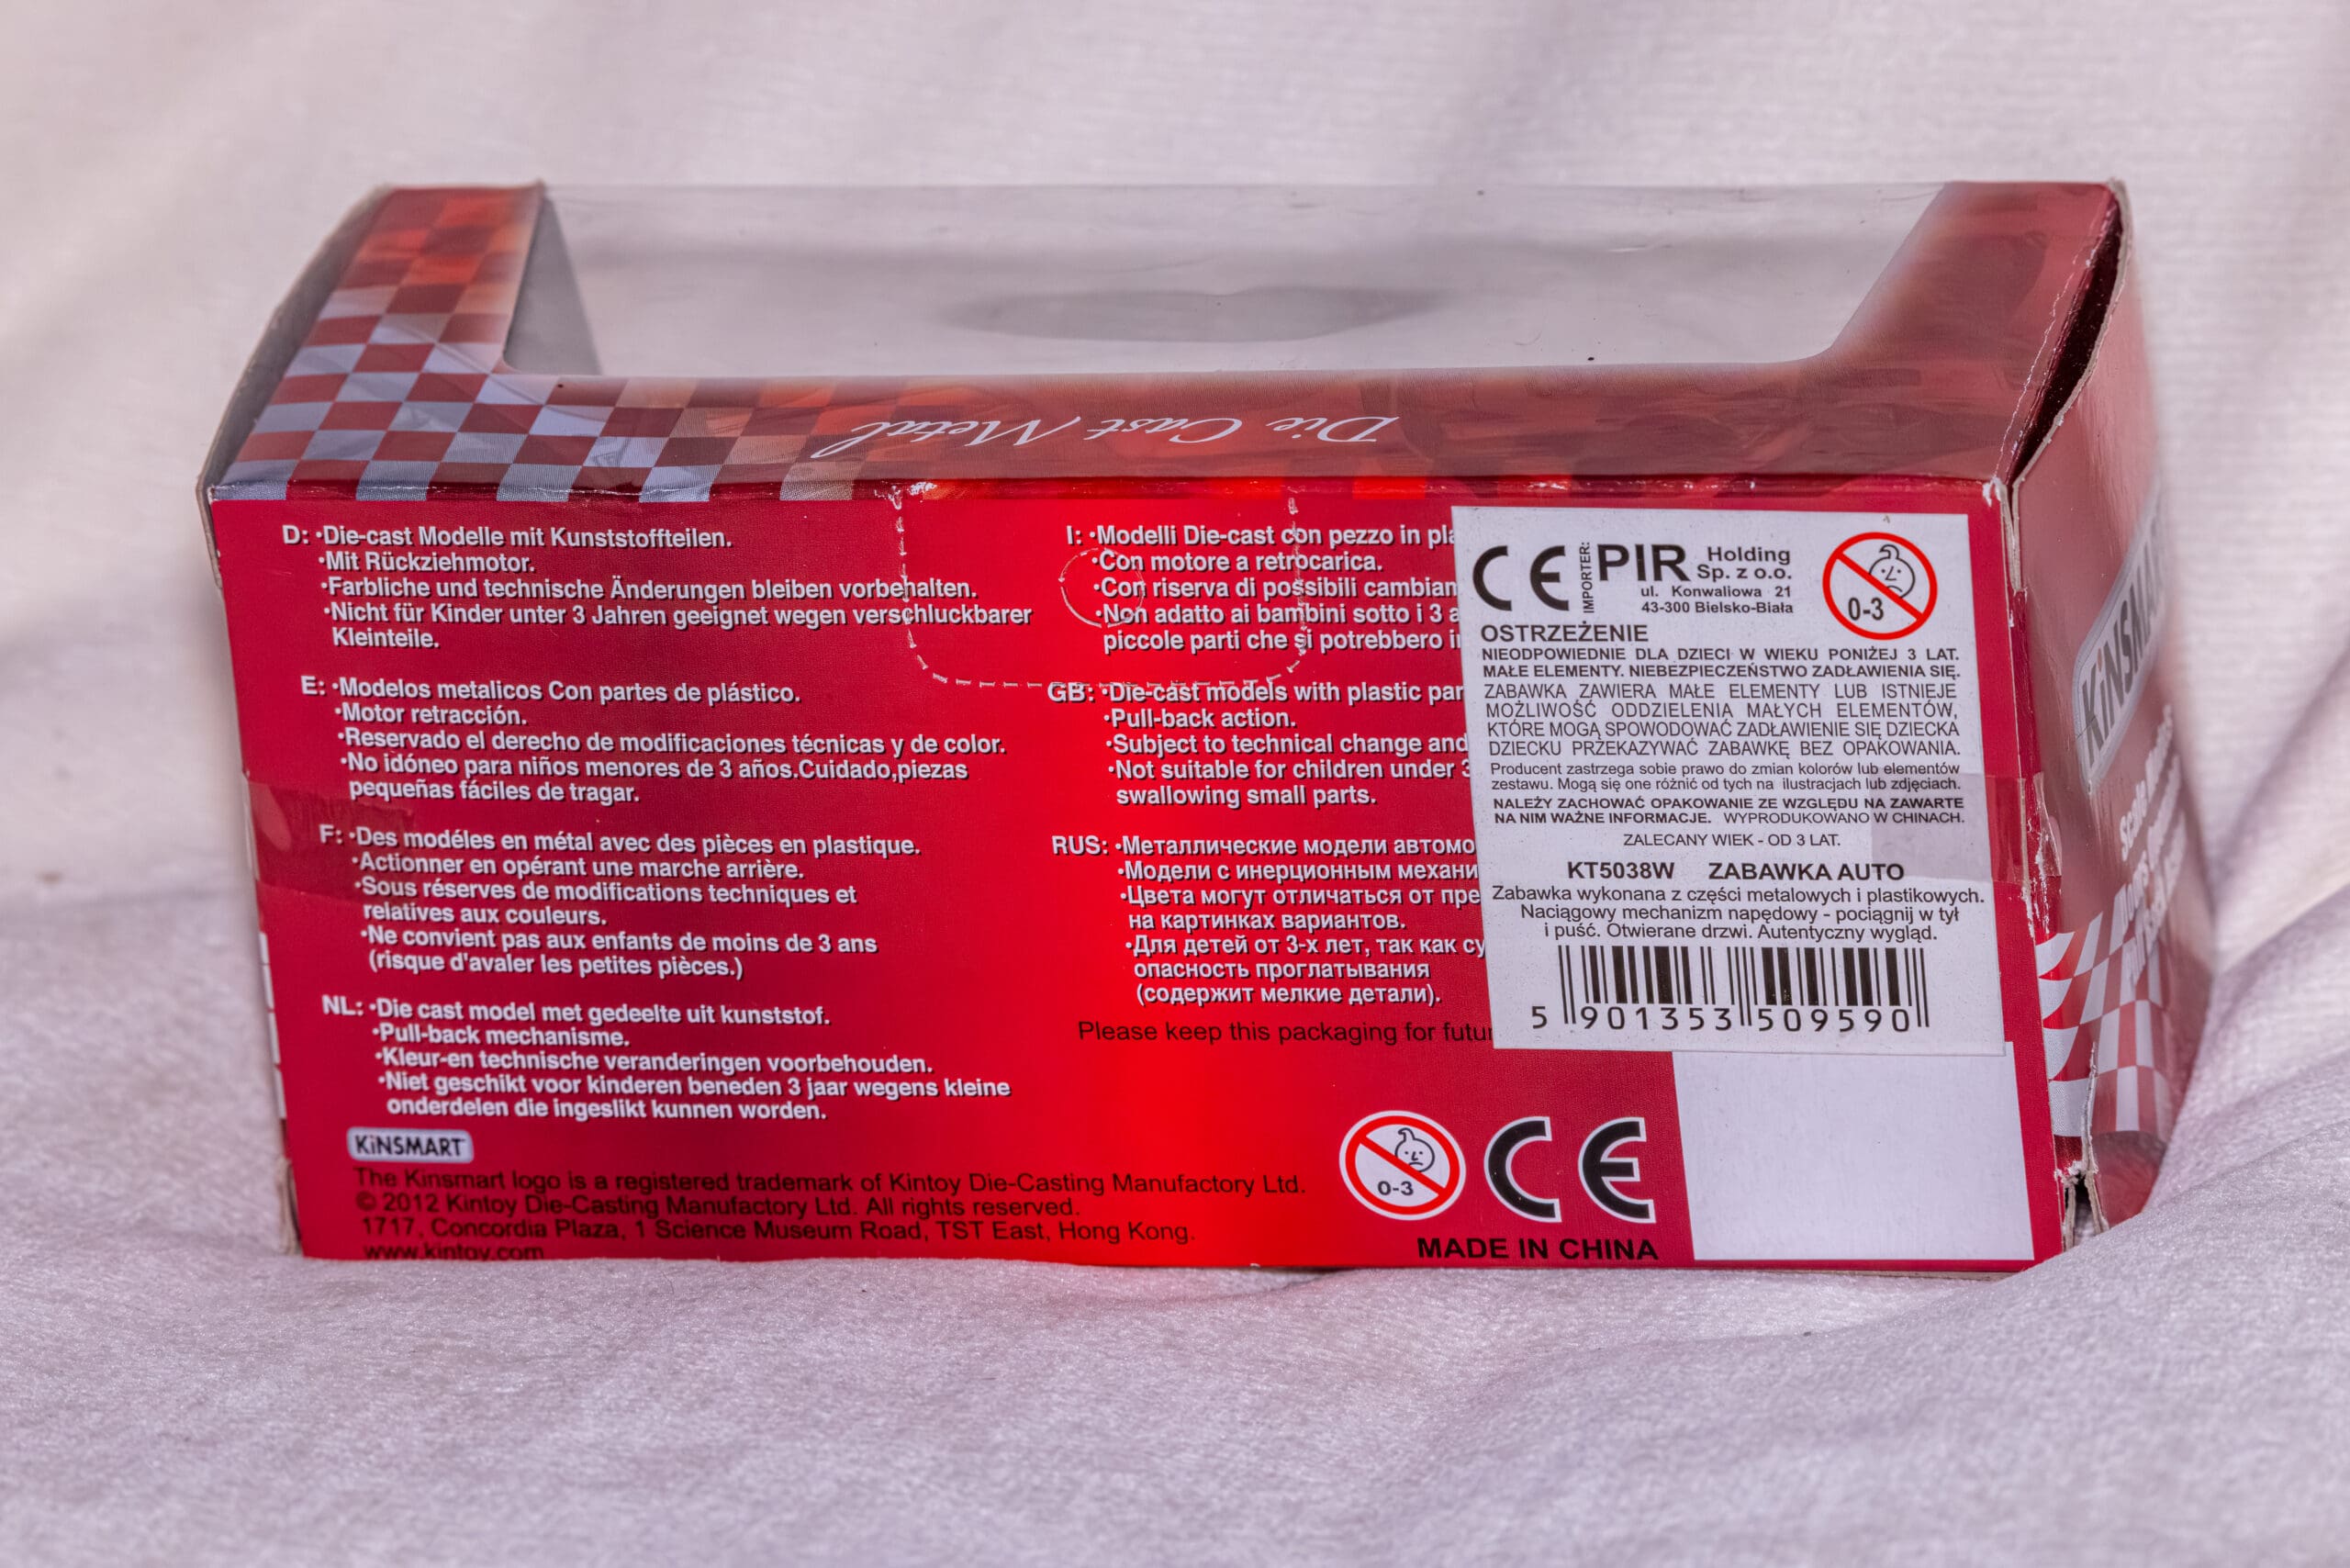 Die Cast Metal
D: •Die-cast Modelle mit Kunststoffteilen.
•Mit Rückziehmotor.
•Farbliche und technische Änderungen bleiben vorbehalten.
•Nicht für Kinder unter 3 Jahren geeignet wegen verschluckbarer
Kleinteile.
E: •Modelos metalicos Con partes de plástico.
•Motor retracción.
•Reservado el derecho de modificaciones técnicas y de color.
•No idóneo para niños menores de 3 años.Cuidado,piezas
pequeñas fáciles de tragar.
F: •Des modéles en métal avec des pièces en plastique.
•Actionner en opérant une marche arrière.
•Sous réserves de modifications techniques et
relatives aux couleurs.
•Ne convient pas aux enfants de moins de 3 ans
(risque d'avaler les petites pièces.)
NL: •Die cast model met gedeelte uit kunststof.
•Pull-back mechanisme.
•Kleur-en technische veranderingen voorbehouden.
•Niet geschikt voor kinderen beneden 3 jaar wegens kleine
onderdelen die ingeslikt kunnen worden.
KiNSMART
The Kinsmart logo is a registered trademark of Kintoy Die-Casting Manufactory Ltd.
© 2012 Kintoy Die-Casting Manufactory Ltd. All rights reserved.
1717, Concordia Plaza, 1 Science Museum Road, TST East, Hong Kong.
www.kintoy.com
I: •Modelli Die-cast con pezzo in pla
•Con motore a retrocarica.
•Con riserva di possibili cambian
•Non adatto ai bambini sotto i 3 a
piccole parti che si potrebbero i
GB: •Die-cast models with plastic par
•Pull-back action.
•Subject to technical change and
•Not suitable for children under 3
swallowing small parts.
RUS: •Металлические модели автомо
•Модели с инерционным механи
•Цвета могут отличаться от пре
на картинках вариантов.
•Для детей от 3-х лет, так как су
опасность проглатывания
(содержит мелкие детали).
Please keep this packaging for futur
0-3
CE
MADE IN CHINA
CE IMPORTER: PIR Holding
Sp. z o.o.
ul. Konwaliowa 21
43-300 Bielsko-Biała
0-3
OSTRZEŻENIE
NIEODPOWIEDNIE DLA DZIECI W WIEKU PONIŻEJ 3 LAT.
MAŁE ELEMENTY. NIEBEZPIECZEŃSTWO ZADŁAWIENIA SIĘ.
ZABAWKA ZAWIERA MAŁE ELEMENTY LUB ISTNIEJE
MOŻLIWOŚĆ ODDZIELENIA MAŁYCH ELEMENTÓW,
KTÓRE MOGĄ SPOWODOWAĆ ZADŁAWIENIE SIĘ DZIECKA
DZIECKU PRZEKAZYWAĆ ZABAWKĘ BEZ OPAKOWANIA.
Producent zastrzega sobie prawo do zmian kolorów lub elementów
zestawu. Mogą się one różnić od tych na ilustracjach lub zdjęciach.
NALEŻY ZACHOWAĆ OPAKOWANIE ZE WZGLĘDU NA ZAWARTE
NA NIM WAŻNE INFORMACJE. WYPRODUKOWANO W CHINACH.
ZALECANY WIEK - OD 3 LAT.
KT5038W ZABAWKA AUTO
Zabawka wykonana z części metalowych i plastikowych.
Naciągowy mechanizm napędowy - pociągnij w tył
i puść. Otwierane drzwi. Autentyczny wygląd.
5 901353 509590
KiNSMA